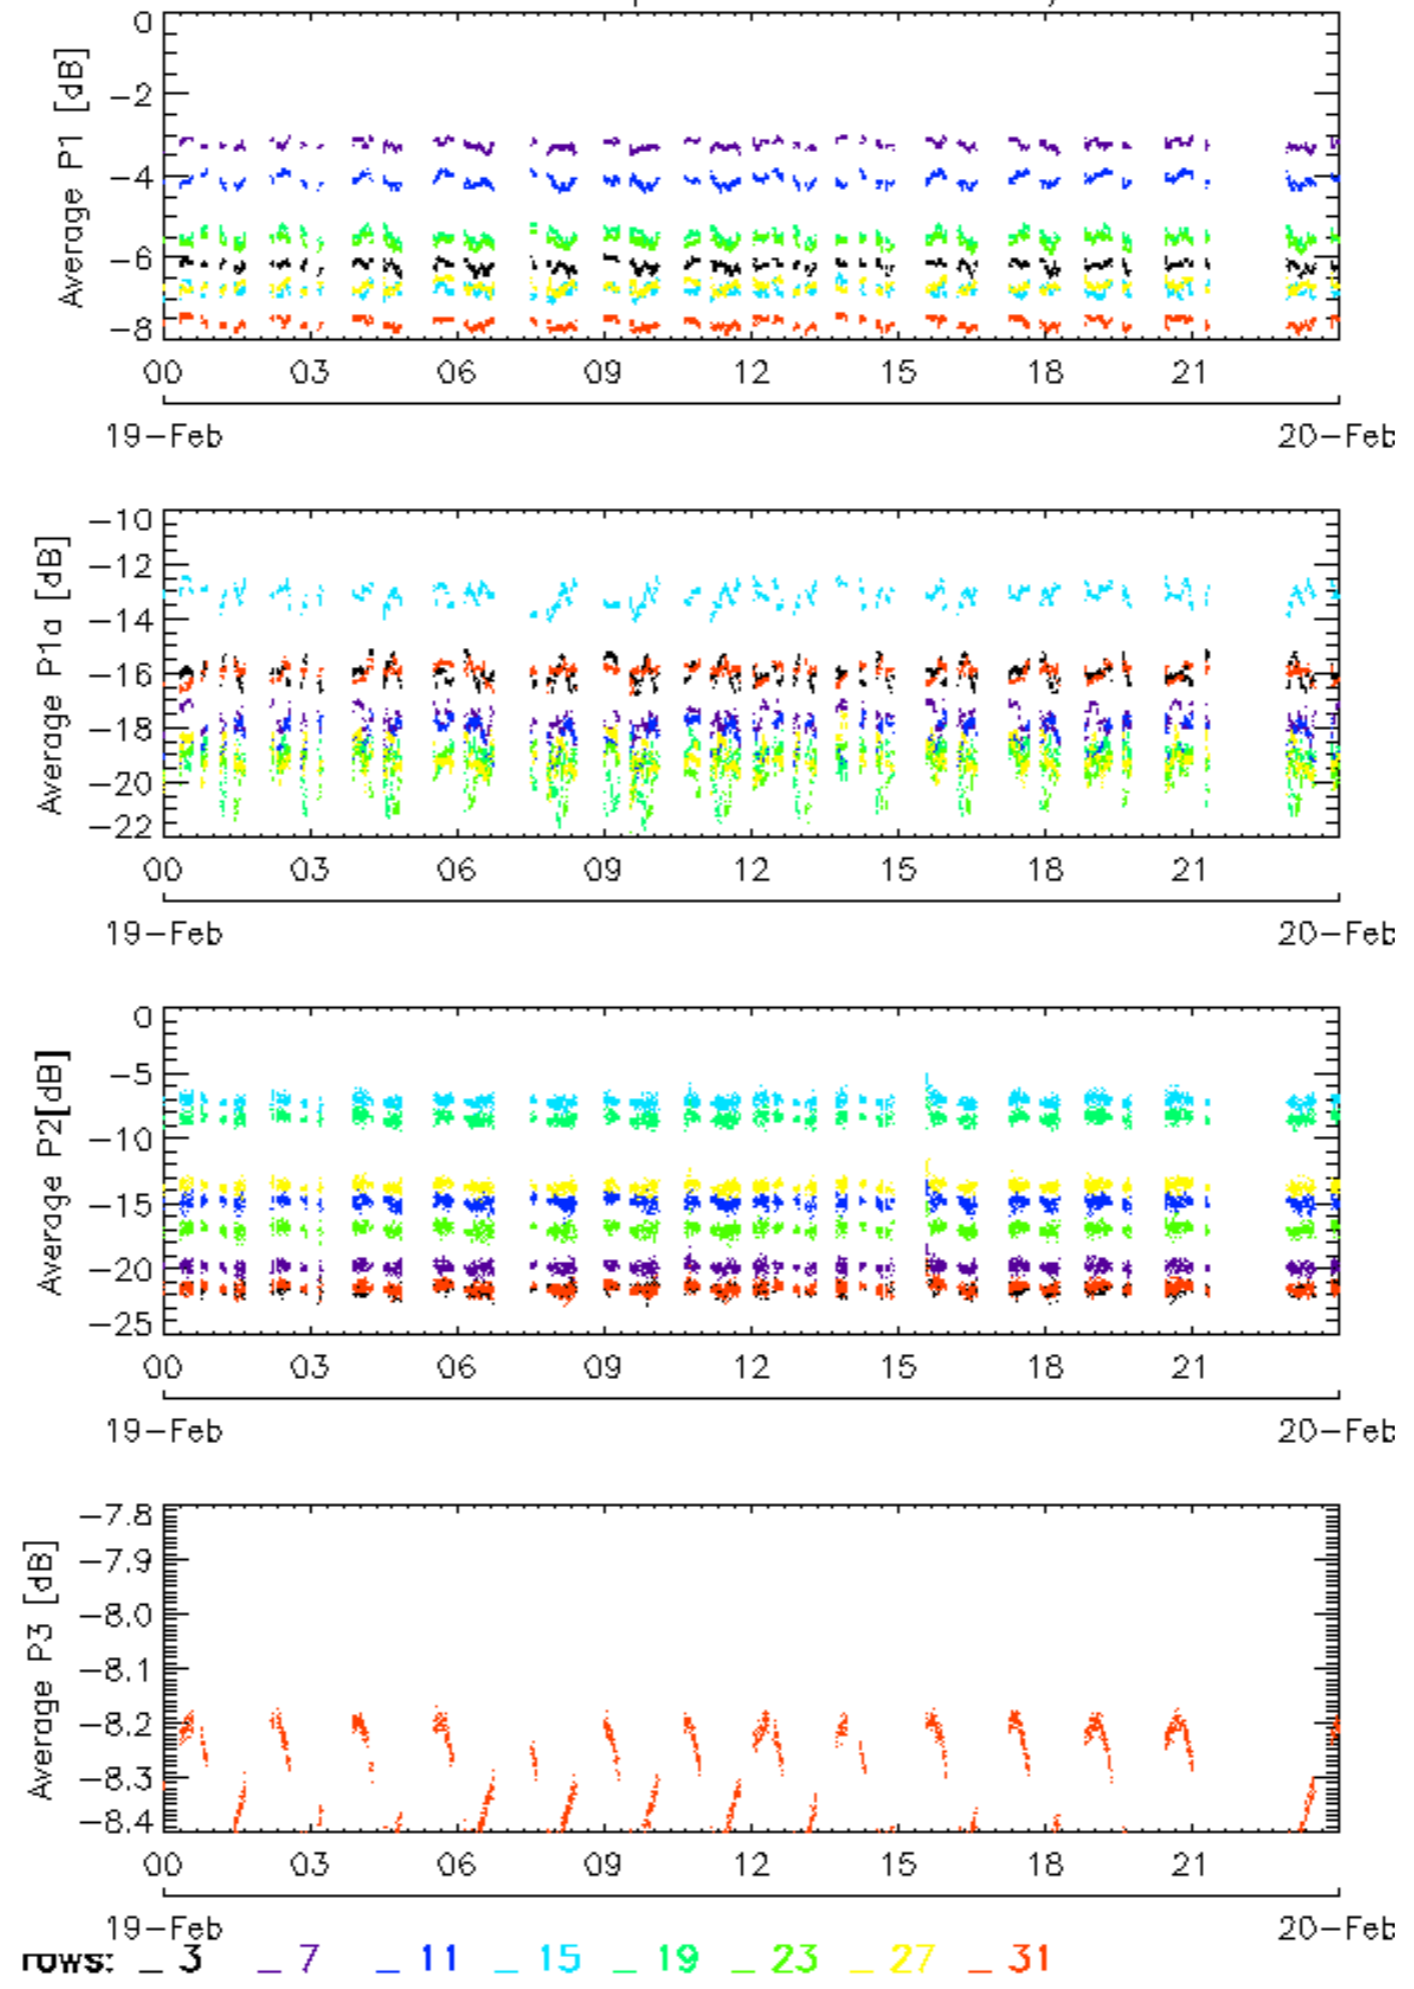 0
−2
−4
−6
−8
Average P1 [dB]
00 03 06 09 12 15 18 21
19−Feb 20−Feb
−10
−12
−14
−16
−18
−20
−22
Average P1a [dB]
00 03 06 09 12 15 18 21
19−Feb 20−Feb
0
−5
−10
−15
−20
−25
Average P2[dB]
00 03 06 09 12 15 18 21
19−Feb 20−Feb
−7.8
−7.9
−8.0
−8.1
−8.2
−8.3
−8.4
Average P3 [dB]
00 03 06 09 12 15 18 21
19−Feb 20−Feb
rows: _ 3 _ 7 _ 11 _ 15 _ 19 _ 23 _ 27 _ 31